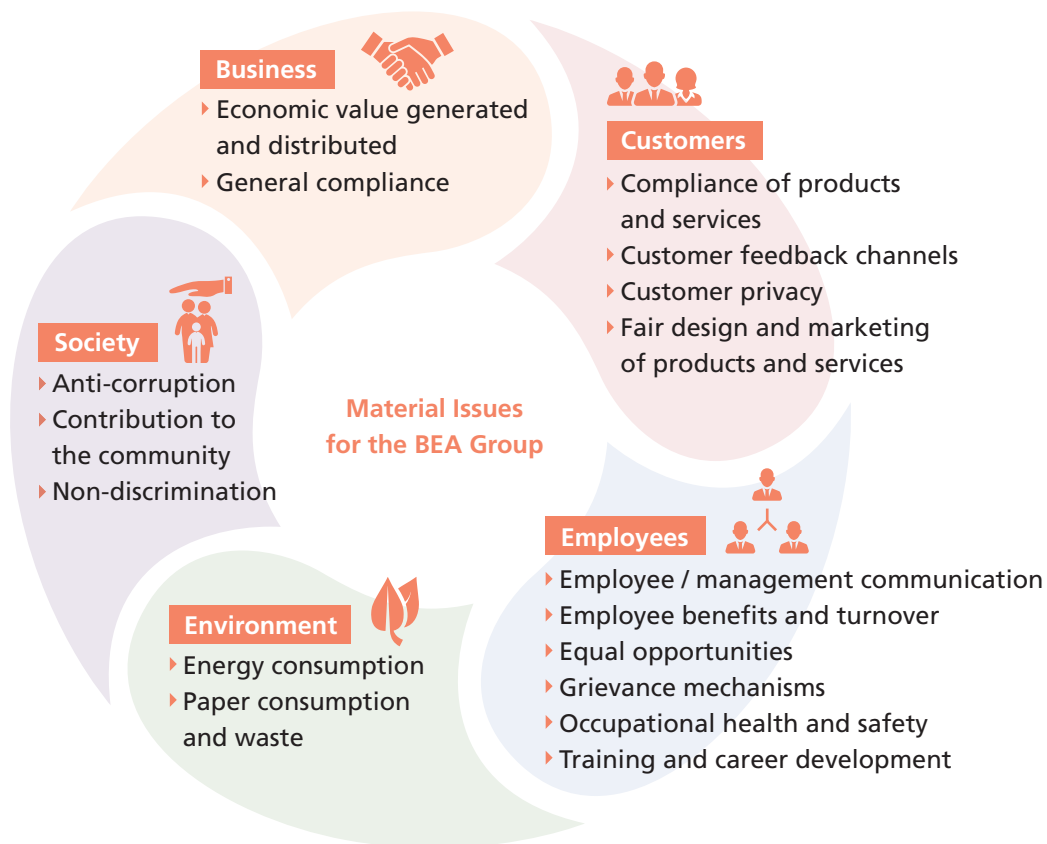 Business
Economic value generated
and distributed
General compliance
Customers
Compliance of products
and services
Customer feedback channels
Customer privacy
Fair design and marketing
of products and services
Society
Anti-corruption
Contribution to
the community
Non-discrimination
Material Issues
for the BEA Group
Employees
Employee / management communication
Employee benefits and turnover
Equal opportunities
Grievance mechanisms
Occupational health and safety
Training and career development
Environment
Energy consumption
Paper consumption
and waste